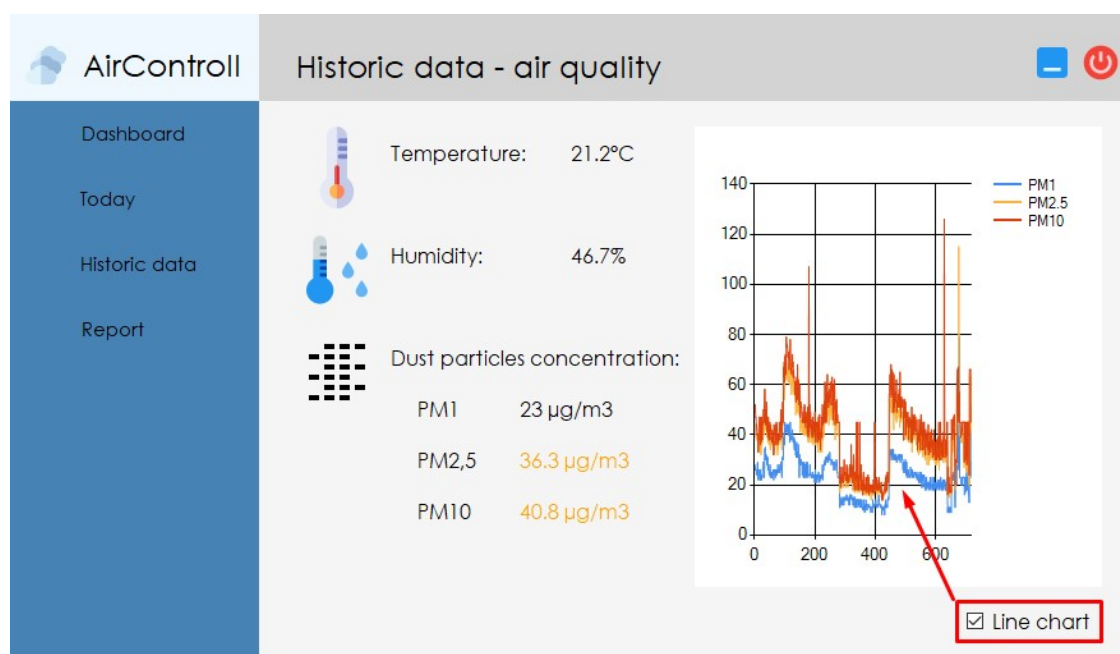 AirControll
Historic data - air quality
Dashboard
Today
Historic data
Report
Temperature: 21.2°C
Humidity: 46.7%
Dust particles concentration:
PM1 23 µg/m3
PM2,5 36.3 µg/m3
PM10 40.8 µg/m3
140
120
100
80
60
40
20
0
0 200 400 600
PM1
PM2.5
PM10
Line chart